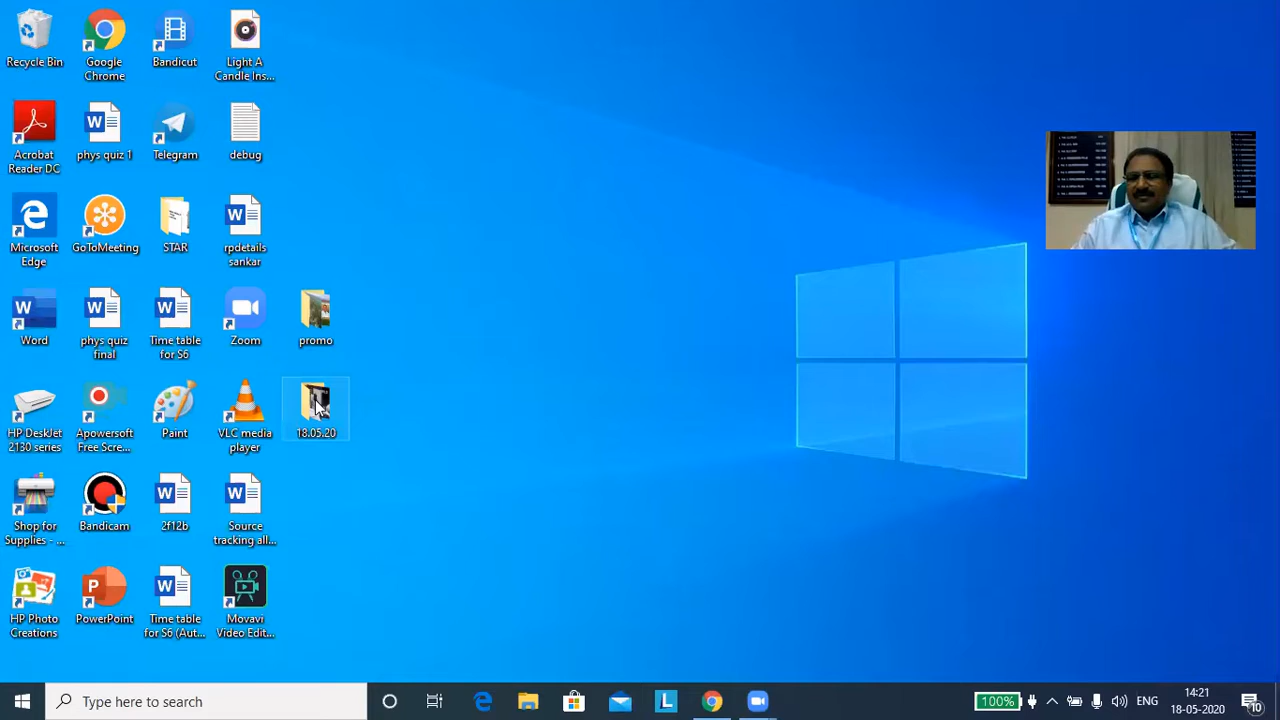 Recycle Bin
Google
Chrome
Bandicut
Light A
Candle Ins...
Acrobat
Reader DC
phys quiz 1
Telegram
debug
Microsoft
Edge
GoToMeeting
STAR
rpdetails
sankar
Word
phys quiz
final
Time table
for S6
Zoom
promo
HP DeskJet
2130 series
Apowersoft
Free Scre...
Paint
VLC media
player
18.05.20
Shop for
Supplies - ...
Bandicam
2f12b
Source
tracking all...
HP Photo
Creations
PowerPoint
Time table
for S6 (Aut...
Movavi
Video Edit...
Type here to search
100%
ENG
14:21
18-05-2020
10